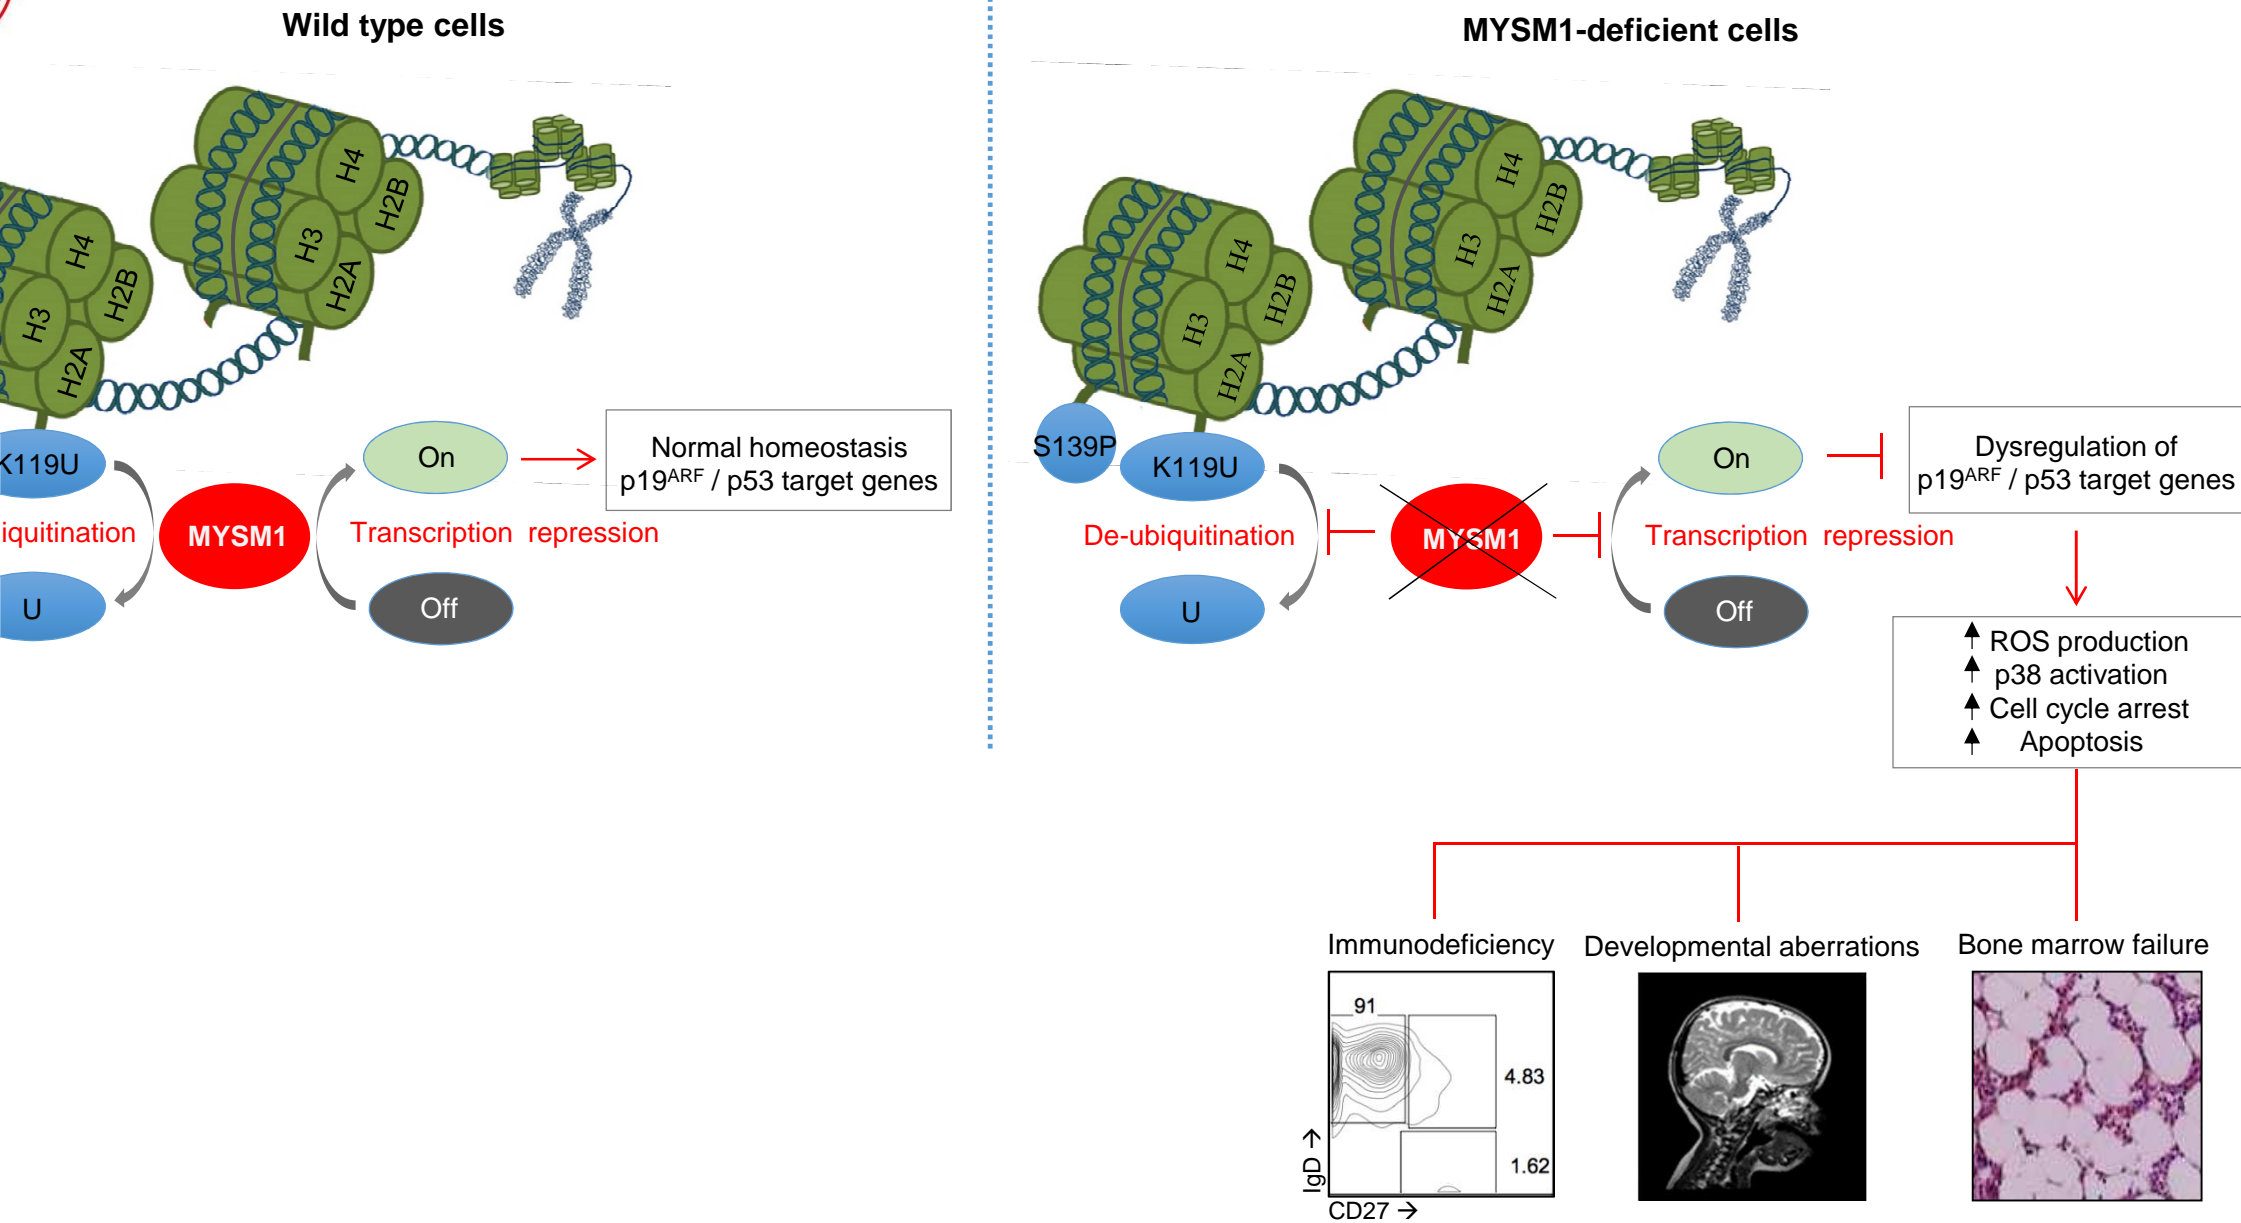 Wild type cells
H4
H2B
H3
H2A
H4
H2B
H3
H2A
K119U
On
Normal homeostasis
p19ARF / p53 target genes
iquitination
MYSM1
Transcription repression
U
Off
MYSM1-deficient cells
H4
H2B
H3
H2A
H4
H2B
H3
H2A
S139P
K119U
On
Dysregulation of
p19ARF / p53 target genes
De-ubiquitination
MYSM1
Transcription repression
U
Off
ROS production
p38 activation
Cell cycle arrest
Apoptosis
Immunodeficiency
Developmental aberrations
Bone marrow failure
91
4.83
1.62
IgD →
CD27 →